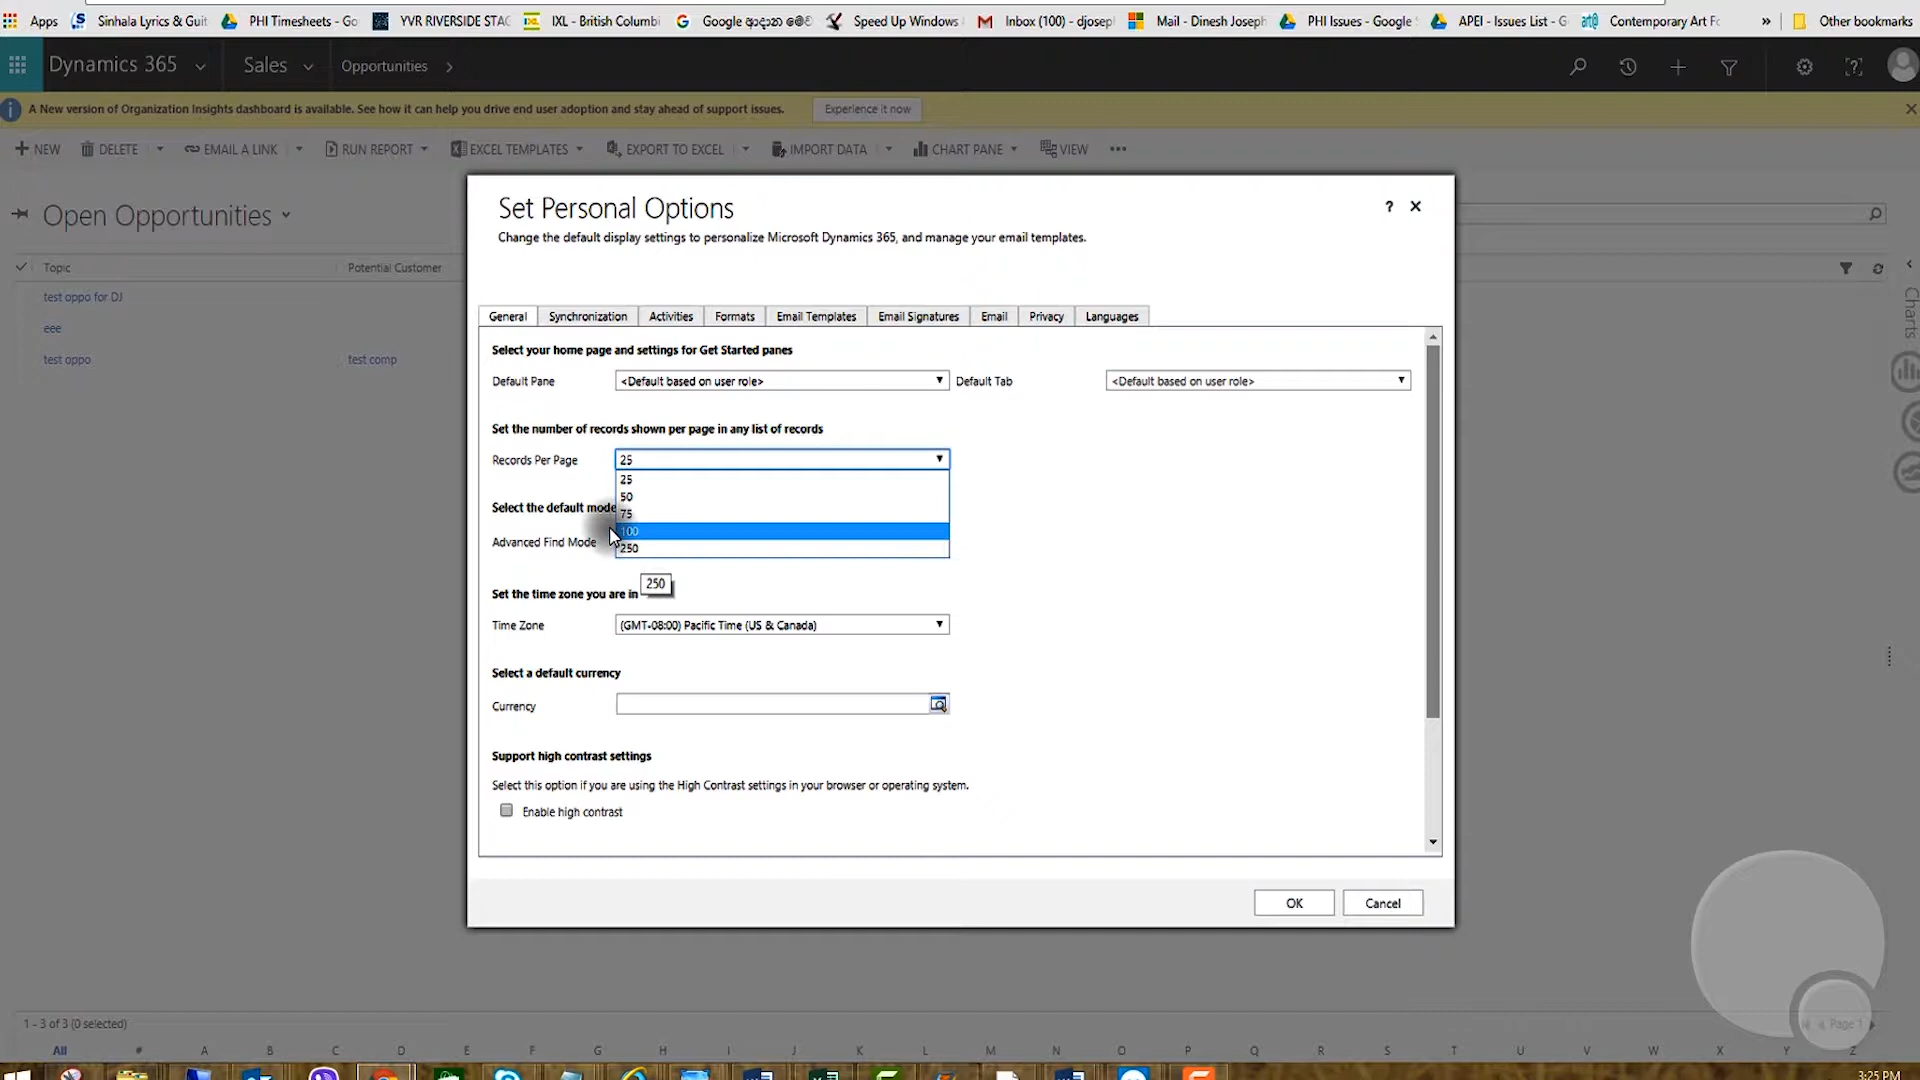 Apps Sinhala Lyrics & Guit PHI Timesheets - Go YVR RIVERSIDE STAC IXL - British Columbi Google Speed Up Windows Inbox (100) - djosep Mail - Dinesh Joseph PHI Issues - Google APEI - Issues List - G Contemporary Art Fo » Other bookmarks
Dynamics 365 Sales Opportunities
A New version of Organization Insights dashboard is available. See how it can help you drive end user adoption and stay ahead of support issues. Experience it now
NEW DELETE EMAIL A LINK RUN REPORT EXCEL TEMPLATES EXPORT TO EXCEL IMPORT DATA CHART PANE VIEW
Open Opportunities
Topic Potential Customer
test oppo for DJ
eee
test oppo test comp
Charts
Set Personal Options
Change the default display settings to personalize Microsoft Dynamics 365, and manage your email templates.
General Synchronization Activities Formats Email Templates Email Signatures Email Privacy Languages
Select your home page and settings for Get Started panes
Default Pane <Default based on user role> Default Tab <Default based on user role>
Set the number of records shown per page in any list of records
Records Per Page 25
25
50
Select the default mode 75
100
Advanced Find Mode 250
250
Set the time zone you are in
Time Zone (GMT-08:00) Pacific Time (US & Canada)
Select a default currency
Currency
Support high contrast settings
Select this option if you are using the High Contrast settings in your browser or operating system.
Enable high contrast
OK Cancel
1 - 3 of 3 (0 selected) Page 1
All # A B C D E F G H I J K L M N O P Q R S T U V W X Y Z
3:25 PM